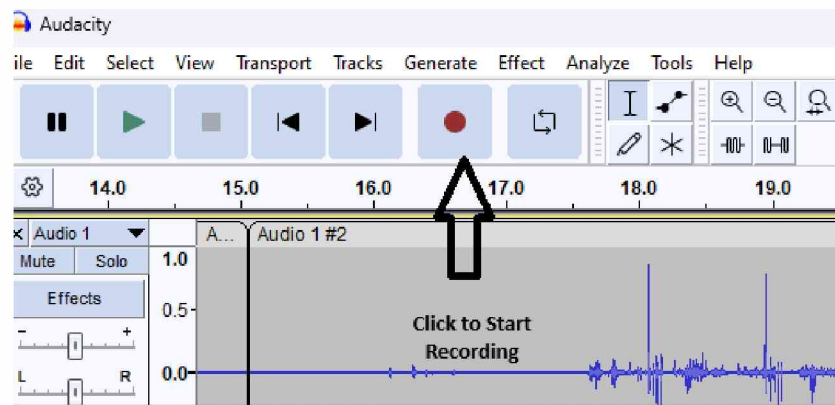 Audacity
ile Edit Select View Transport Tracks Generate Effect Analyze Tools Help
14.0 15.0 16.0 17.0 18.0 19.0
× Audio 1 A... Audio 1 #2
Mute Solo 1.0
Effects
0.5
- +
Click to Start
Recording
0.0
L R